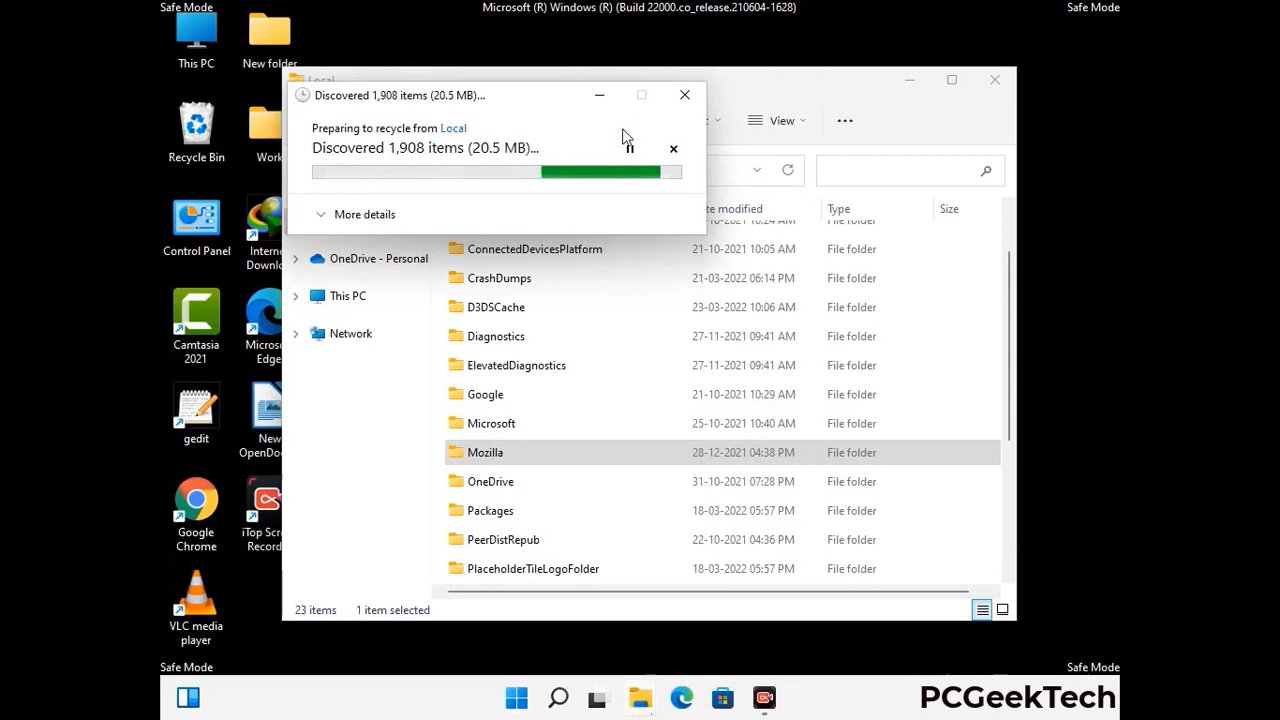 Safe Mode
Microsoft (R) Windows (R) (Build 22000.co_release.210604-1628)
Safe Mode
This PC
New folder
Recycle Bin
Work
Control Panel
Intern
Downlo
Camtasia
2021
Micros
Edge
gedit
New
OpenDo
Google
Chrome
iTop Scr
Record
VLC media
player
Local
Discovered 1,908 items (20.5 MB)...
Preparing to recycle from Local
Discovered 1,908 items (20.5 MB)...
More details
View
te modified
Type
Size
File folder
OneDrive - Personal
This PC
Network
ConnectedDevicesPlatform 21-10-2021 10:05 AM File folder
CrashDumps 21-03-2022 06:14 PM File folder
D3DSCache 23-03-2022 10:06 AM File folder
Diagnostics 27-11-2021 09:41 AM File folder
ElevatedDiagnostics 27-11-2021 09:41 AM File folder
Google 21-10-2021 10:29 AM File folder
Microsoft 25-10-2021 10:40 AM File folder
Mozilla 28-12-2021 04:38 PM File folder
OneDrive 31-10-2021 07:28 PM File folder
Packages 18-03-2022 05:57 PM File folder
PeerDistRepub 22-10-2021 04:36 PM File folder
PlaceholderTileLogoFolder 18-03-2022 05:57 PM File folder
23 items
1 item selected
Safe Mode
Safe Mode
PCGeekTech